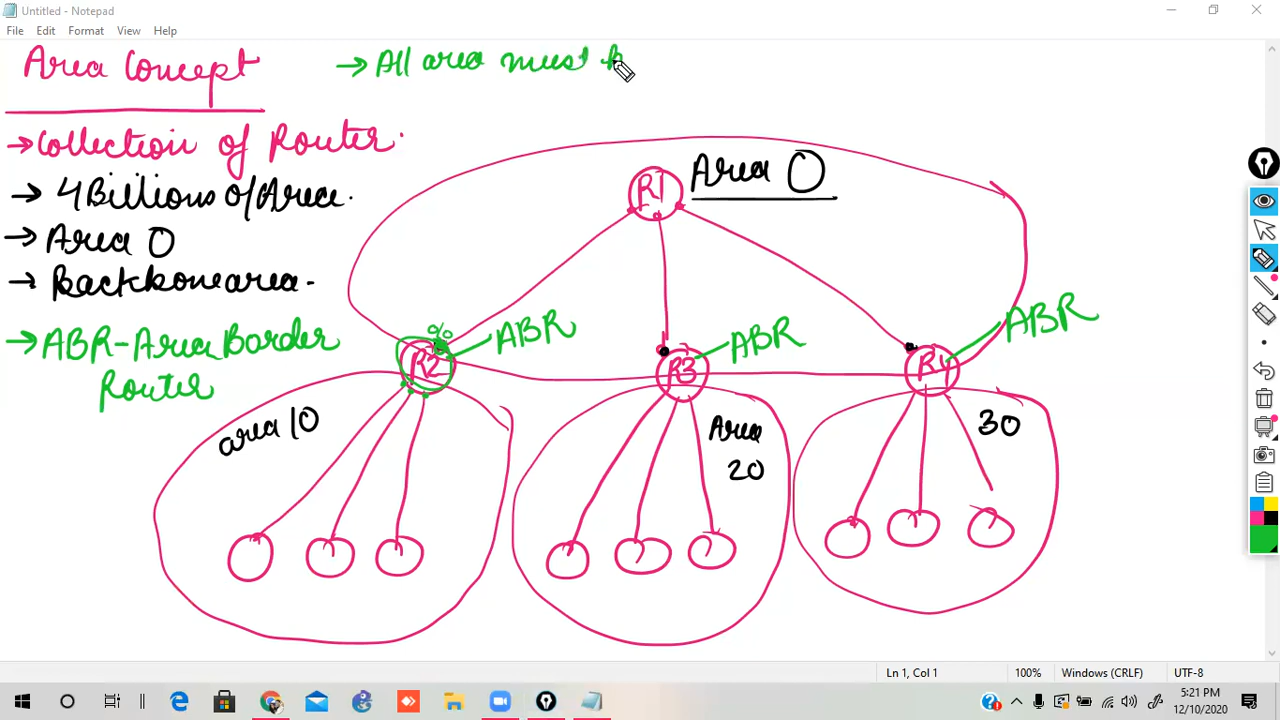 Untitled - Notepad
File Edit Format View Help
Area Concept
→ All area must b
→ Collection of Router.
→ 4 Billions of Area.
→ Area 0
→ Backbone area.
→ ABR - Area Border
Router
R1 Area 0
% ABR
ABR
ABR
R2
R3
R4
area 10
Area
20
30
Ln 1, Col 1 100% Windows (CRLF) UTF-8
5:21 PM
12/10/2020